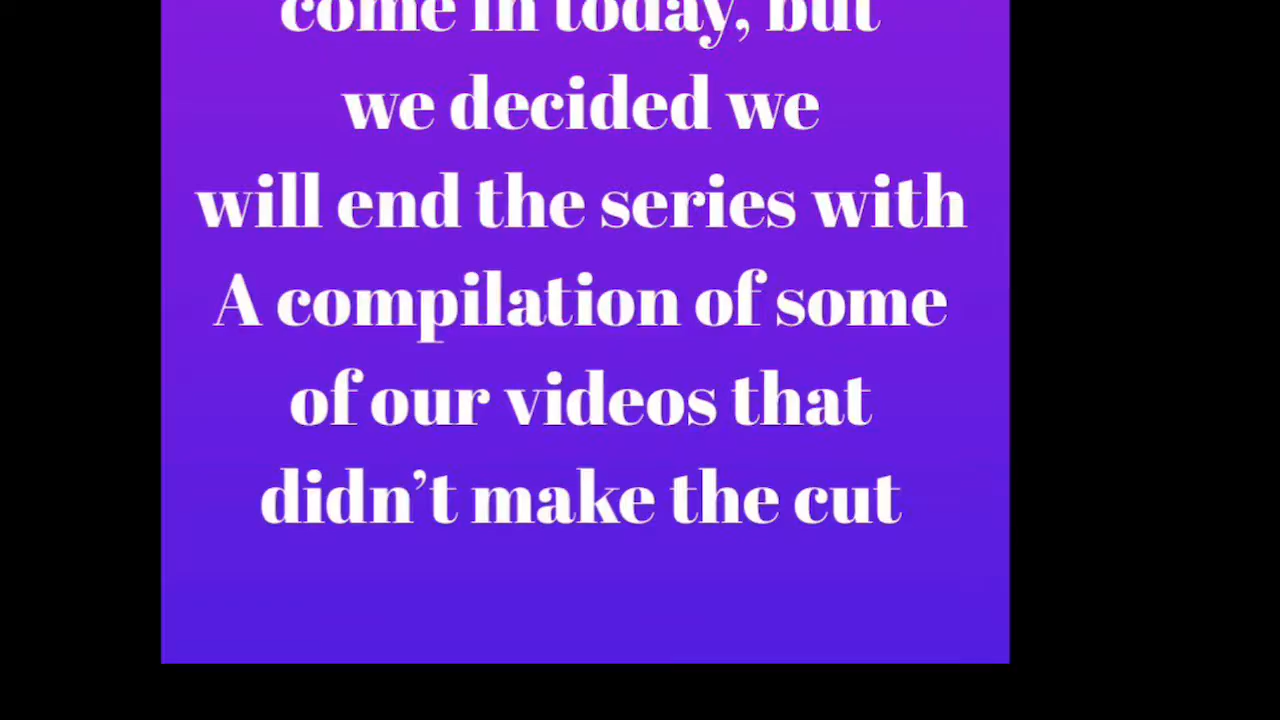 come in today, but
we decided we
will end the series with
A compilation of some
of our videos that
didn’t make the cut